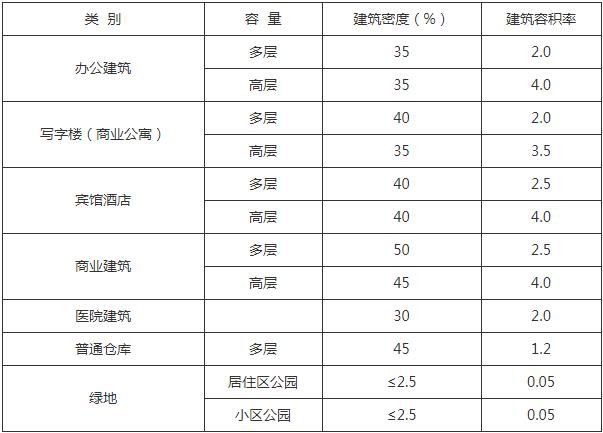 类 别 容 量 建筑密度（%） 建筑容积率
办公建筑 多层 35 2.0
高层 35 4.0
写字楼（商业公寓） 多层 40 2.0
高层 35 3.5
宾馆酒店 多层 40 2.5
高层 40 4.0
商业建筑 多层 50 2.5
高层 45 4.0
医院建筑 30 2.0
普通仓库 多层 45 1.2
绿地 居住区公园 ≤2.5 0.05
小区公园 ≤2.5 0.05